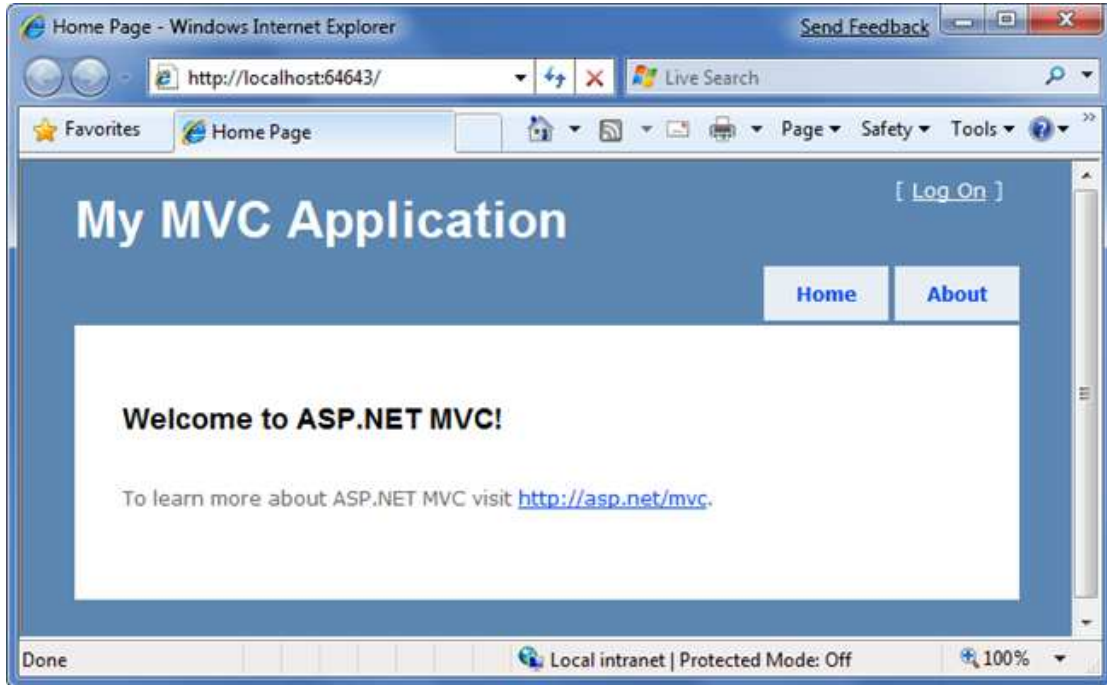 Home Page - Windows Internet Explorer
Send Feedback
http://localhost:64643/
Live Search
Favorites
Home Page
Page
Safety
Tools
My MVC Application
[ Log On ]
Home
About
Welcome to ASP.NET MVC!
To learn more about ASP.NET MVC visit http://asp.net/mvc.
Done
Local intranet | Protected Mode: Off
100%